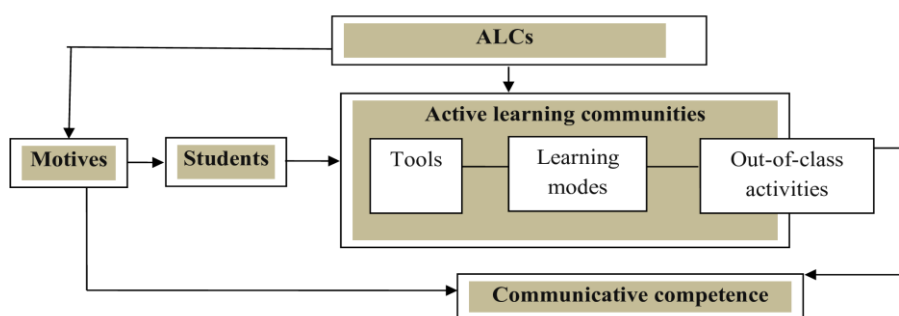 ALCs
Active learning communities
Motives
Students
Tools
Learning
modes
Out-of-class
activities
Communicative competence